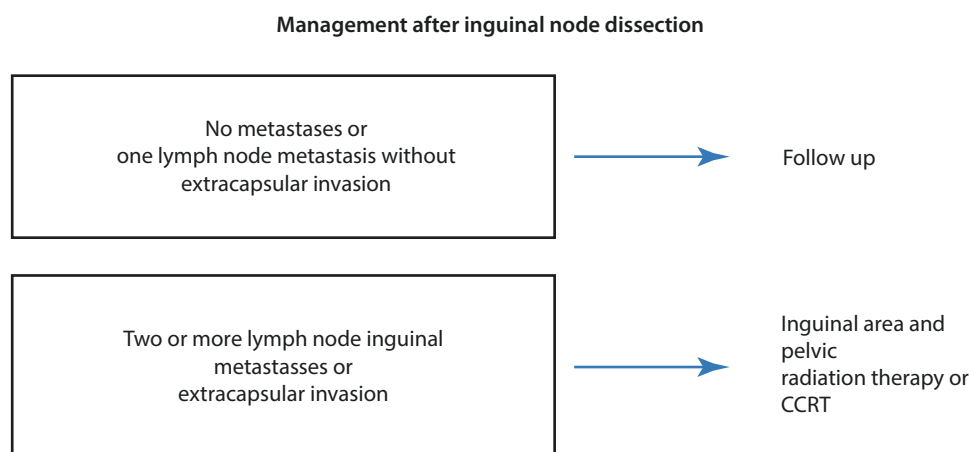 Management after inguinal node dissection
No metastases or
one lymph node metastasis without
extracapsular invasion
Follow up
Two or more lymph node inguinal
metastasses or
extracapsular invasion
Inguinal area and
pelvic
radiation therapy or
CCRT